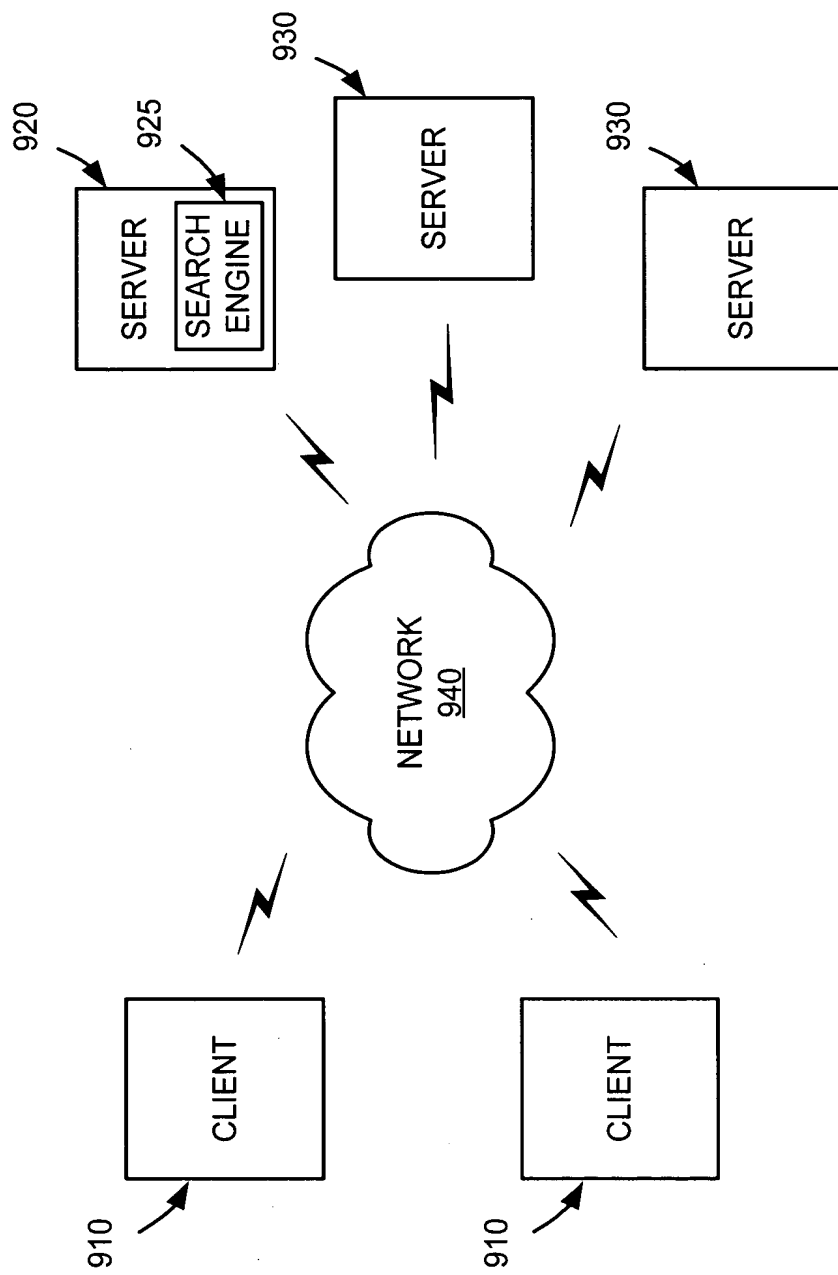 910
CLIENT
910
CLIENT
NETWORK
940
920
SERVER
925
SEARCH
ENGINE
930
SERVER
930
SERVER